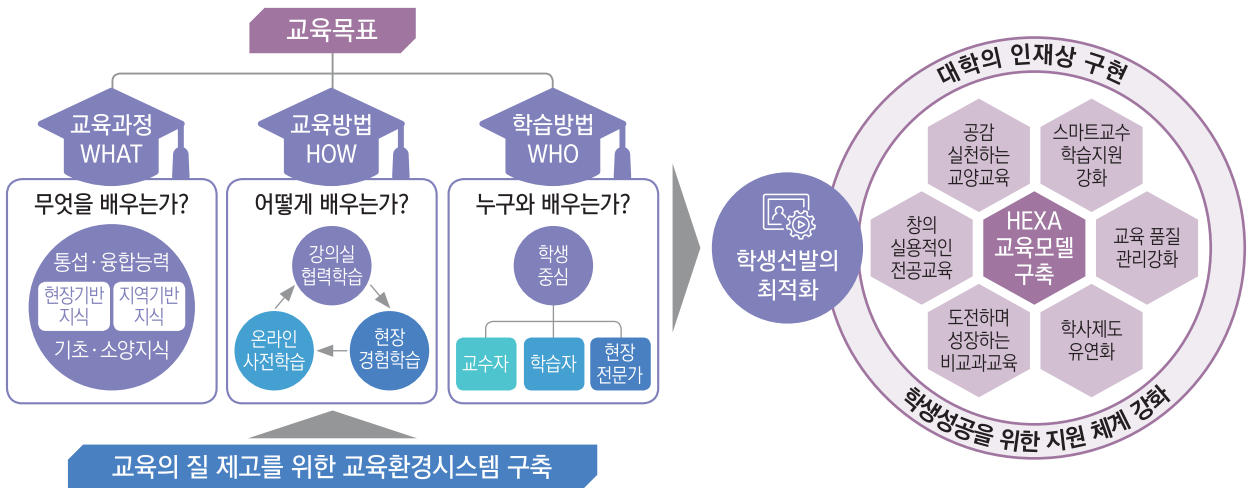 교육목표
교육과정
WHAT
무엇을 배우는가?
통섭·융합능력
현장기반
지식
지역기반
지식
기초·소양지식
교육방법
HOW
어떻게 배우는가?
강의실
협력학습
온라인
사전학습
현장
경험학습
학습방법
WHO
누구와 배우는가?
학생
중심
교수자
학습자
현장
전문가
교육의 질 제고를 위한 교육환경시스템 구축
학생선발의
최적화
대학의 인재상 구현
공감
실천하는
교양교육
스마트교수
학습지원
강화
창의
실용적인
전공교육
HEXA
교육모델
구축
교육 품질
관리강화
도전하며
성장하는
비교과교육
학사제도
유연화
학생성공을 위한 지원 체계 강화